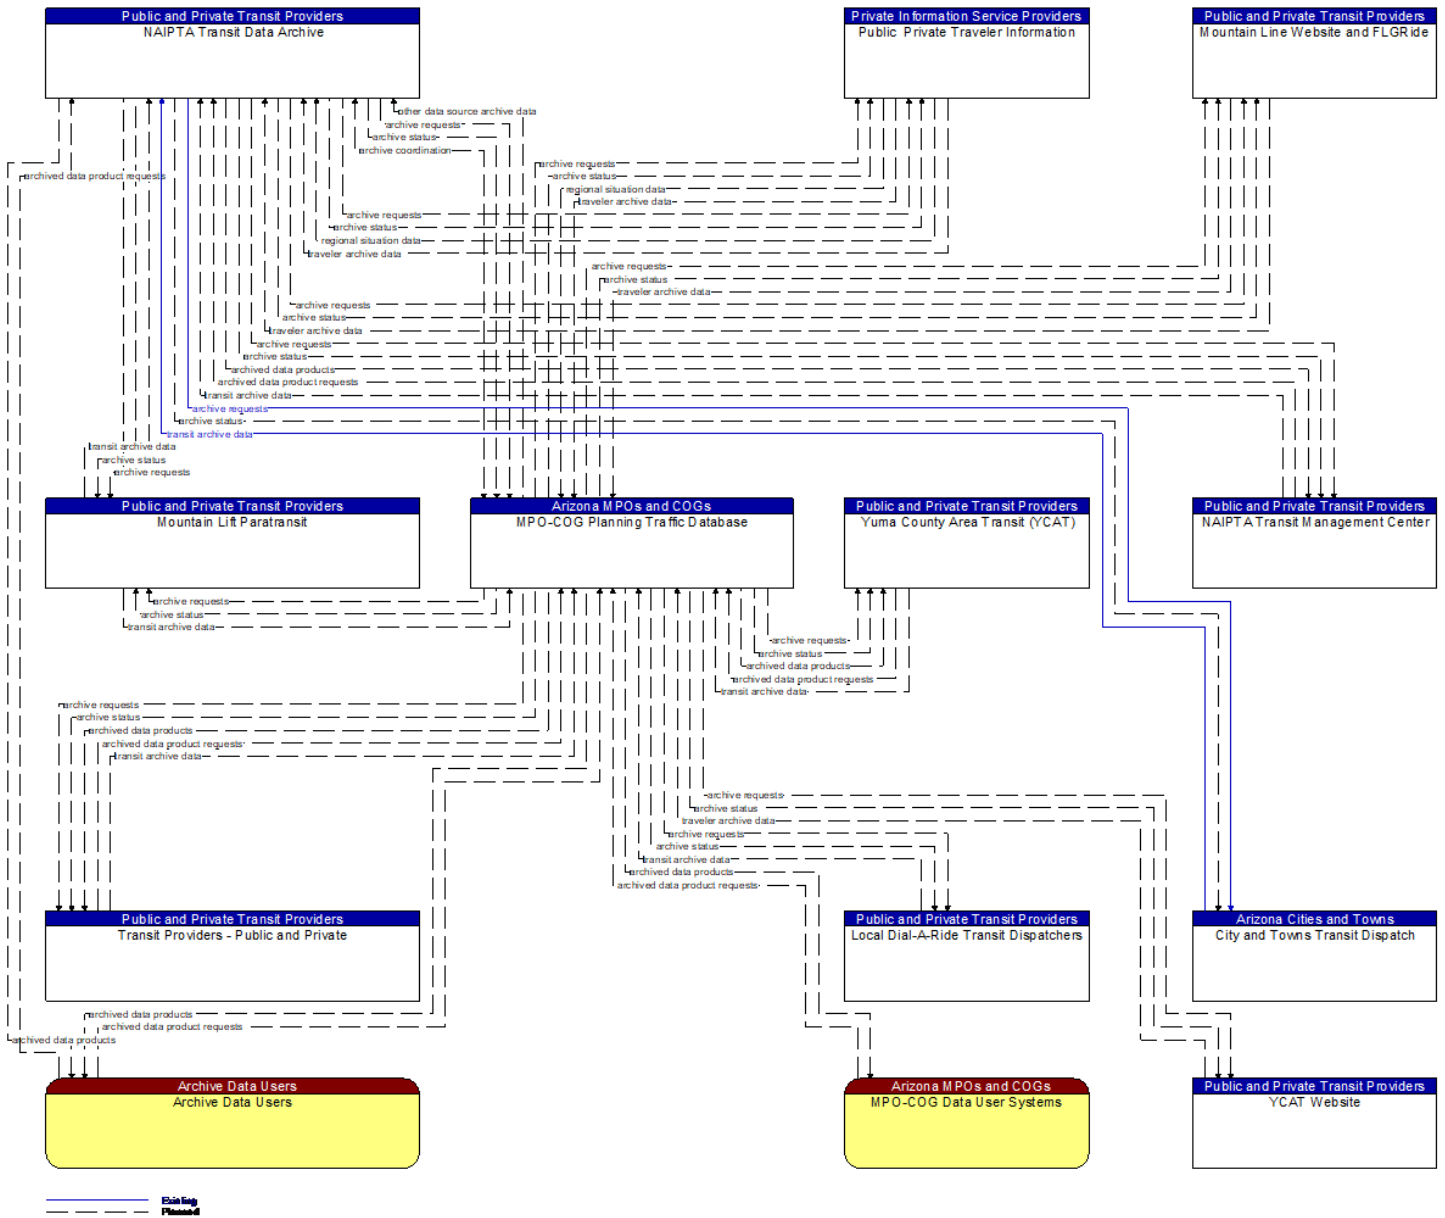 Public and Private Transit Providers
NAIPTA Transit Data Archive
Private Information Service Providers
Public Private Traveler Information
Public and Private Transit Providers
Mountain Line Website and FLGRide
other data source archive data
archive requests
archive status
archive coordination
archive requests
archive status
regional situation data
traveler archive data
archived data product requests
archive requests
archive status
regional situation data
traveler archive data
archive requests
archive status
traveler archive data
archive requests
archive status
traveler archive data
archive requests
archive status
archived data products
archived data product requests
transit archive data
archive requests
archive status
transit archive data
transit archive data
archive status
archive requests
Public and Private Transit Providers
Mountain Lift Paratransit
Arizona MPOs and COGs
MPO-COG Planning Traffic Database
Public and Private Transit Providers
Yuma County Area Transit (YCAT)
Public and Private Transit Providers
NAIPTA Transit Management Center
archive requests
archive status
transit archive data
archive requests
archive status
archived data products
archived data product requests
transit archive data
archive requests
archive status
archived data products
archived data product requests
transit archive data
archive requests
archive status
traveler archive data
archive requests
archive status
transit archive data
archived data products
archived data product requests
Public and Private Transit Providers
Transit Providers - Public and Private
Public and Private Transit Providers
Local Dial-A-Ride Transit Dispatchers
Arizona Cities and Towns
City and Towns Transit Dispatch
archived data products
archived data product requests
archived data products
Archive Data Users
Archive Data Users
Arizona MPOs and COGs
MPO-COG Data User Systems
Public and Private Transit Providers
YCAT Website
Existing
Planned